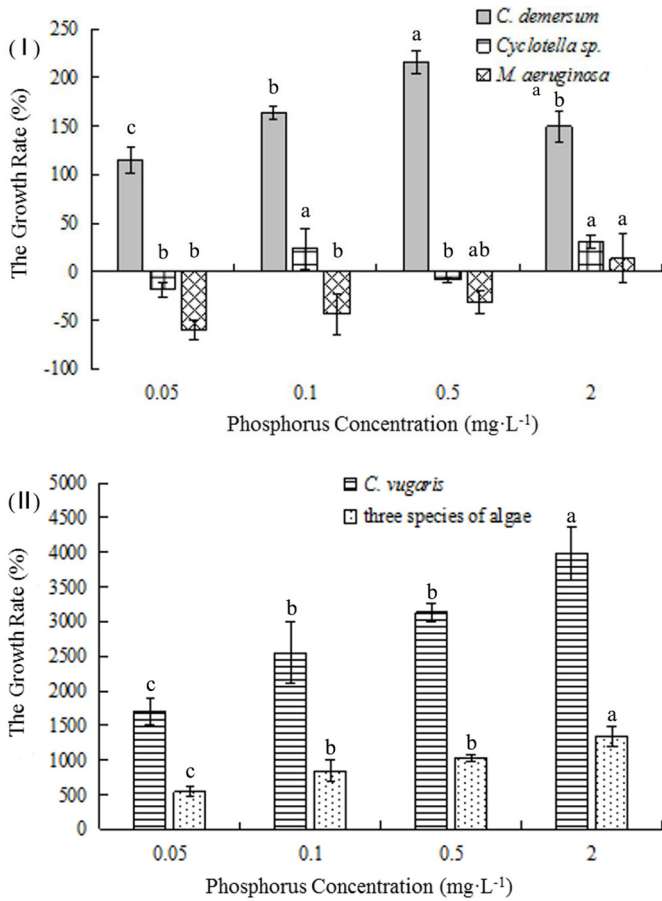 (I)
C. demersum
Cyclotella sp.
M. aeruginosa
The Growth Rate (%)
250
200
150
100
50
0
-50
-100
c b b
b a b
a b ab
a b a a
0.05 0.1 0.5 2
Phosphorus Concentration (mg·L-1)
(II)
C. vugaris
three species of algae
The Growth Rate (%)
5000
4500
4000
3500
3000
2500
2000
1500
1000
500
0
c c
b b
b b
a a
0.05 0.1 0.5 2
Phosphorus Concentration (mg·L-1)